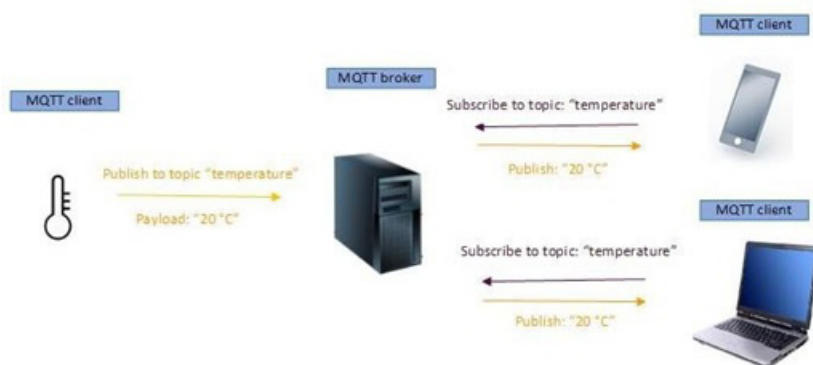 MQTT client
MQTT broker
MQTT client
Publish to topic “temperature”
Payload: “20 °C”
Subscribe to topic: “temperature”
Publish: “20 °C”
MQTT client
Subscribe to topic: “temperature”
Publish: “20 °C”